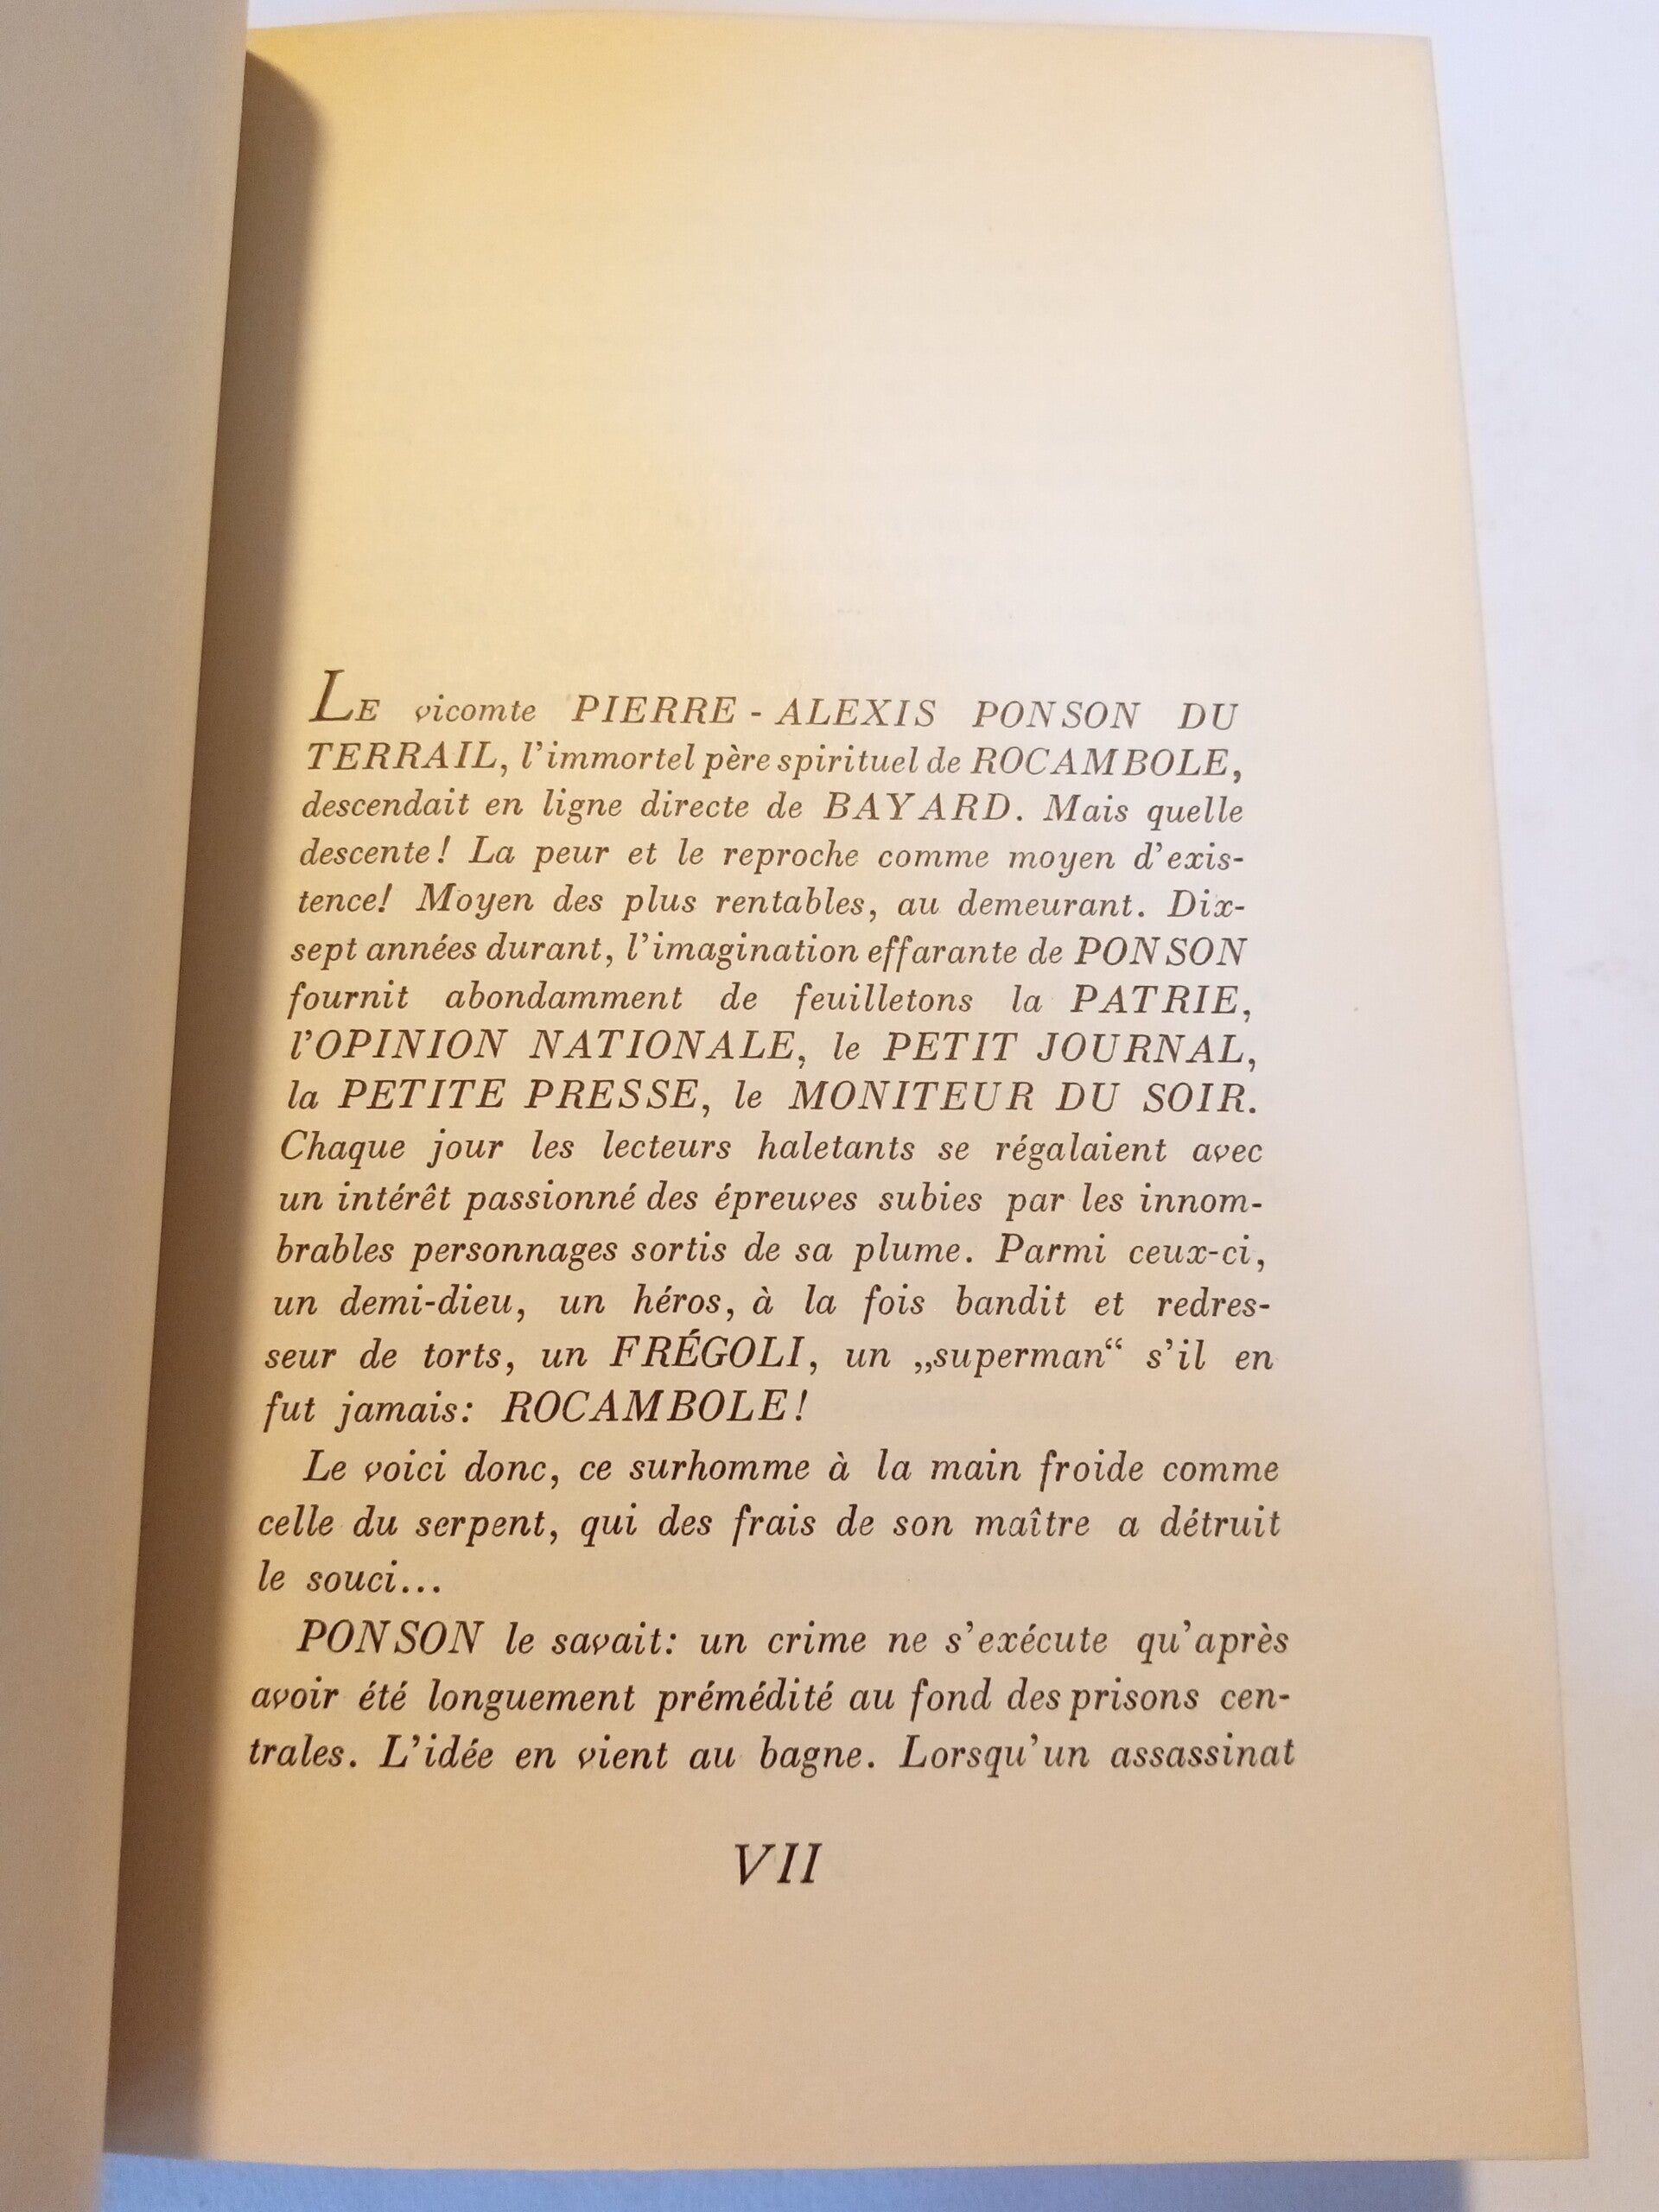 LE vicomte PIERRE-ALEXIS PONSON DU
TERRAIL, l'immortel père spirituel de ROCAMBOLE,
descendait en ligne directe de BAYARD. Mais quelle
descente! La peur et le reproche comme moyen d'exis-
tence! Moyen des plus rentables, au demeurant. Dix-
sept années durant, l'imagination effarante de PONSON
fournit abondamment de feuilletons la PATRIE,
l'OPINION NATIONALE, le PETIT JOURNAL,
la PETITE PRESSE, le MONITEUR DU SOIR.
Chaque jour les lecteurs haletants se régalaient avec
un intérêt passionné des épreuves subies par les innom-
brables personnages sortis de sa plume. Parmi ceux-ci,
un demi-dieu, un héros, à la fois bandit et redres-
seur de torts, un FRÉGOLI, un „superman“ s'il en
fut jamais: ROCAMBOLE!
Le voici donc, ce surhomme à la main froide comme
celle du serpent, qui des frais de son maître a détruit
le souci...
PONSON le savait: un crime ne s'exécute qu'après
avoir été longuement prémédité au fond des prisons cen-
trales. L'idée en vient au bagne. Lorsqu'un assassinat
VII